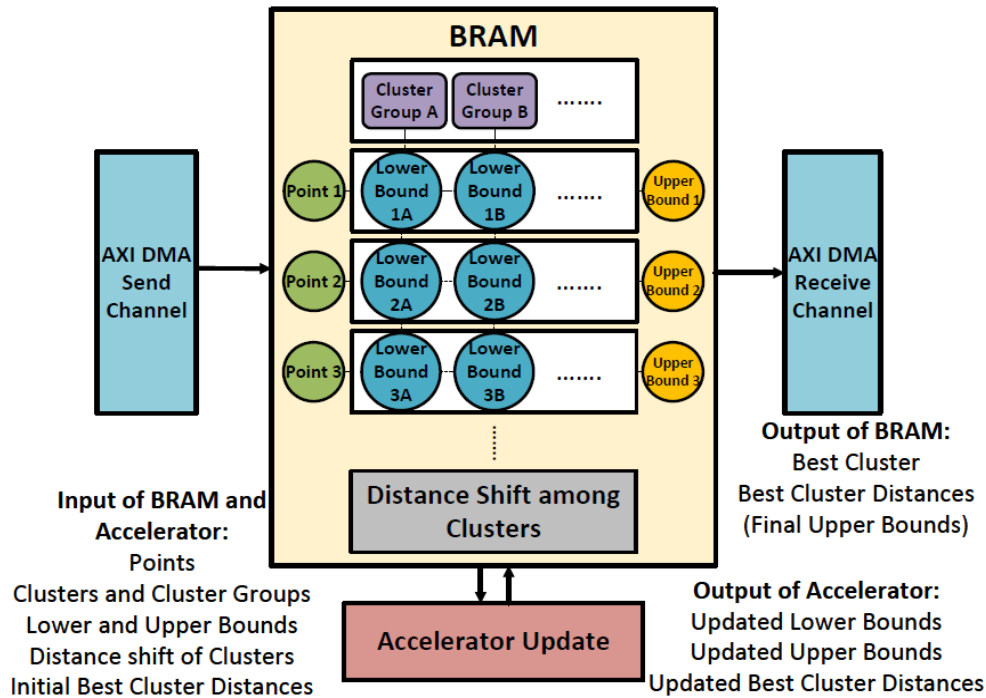 BRAM
Cluster
Group A
Cluster
Group B
.......
Point 1
Lower
Bound
1A
Lower
Bound
1B
.......
Upper
Bound 1
AXI DMA
Send
Channel
Point 2
Lower
Bound
2A
Lower
Bound
2B
.......
Upper
Bound 2
AXI DMA
Receive
Channel
Point 3
Lower
Bound
3A
Lower
Bound
3B
.......
Upper
Bound 3
......
Distance Shift among
Clusters
Accelerator Update
Input of BRAM and
Accelerator:
Points
Clusters and Cluster Groups
Lower and Upper Bounds
Distance shift of Clusters
Initial Best Cluster Distances
Output of BRAM:
Best Cluster
Best Cluster Distances
(Final Upper Bounds)
Output of Accelerator:
Updated Lower Bounds
Updated Upper Bounds
Updated Best Cluster Distances